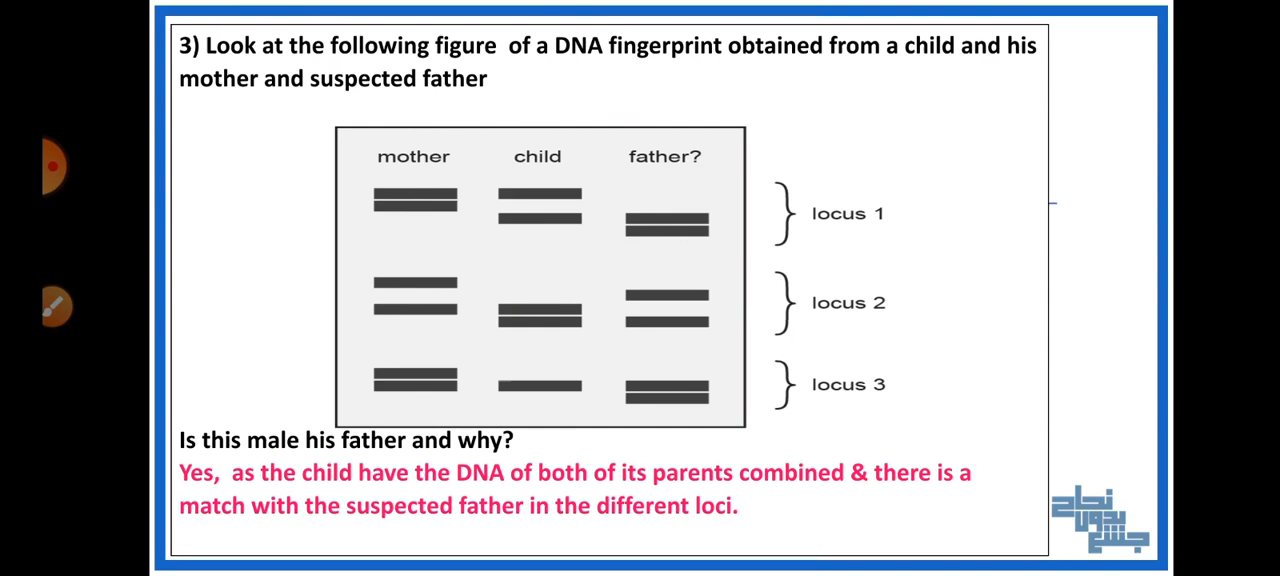 3) Look at the following figure of a DNA fingerprint obtained from a child and his
mother and suspected father
mother child father?
locus 1
locus 2
locus 3
Is this male his father and why?
Yes, as the child have the DNA of both of its parents combined & there is a
match with the suspected father in the different loci.
نجاح
بدون
جشع